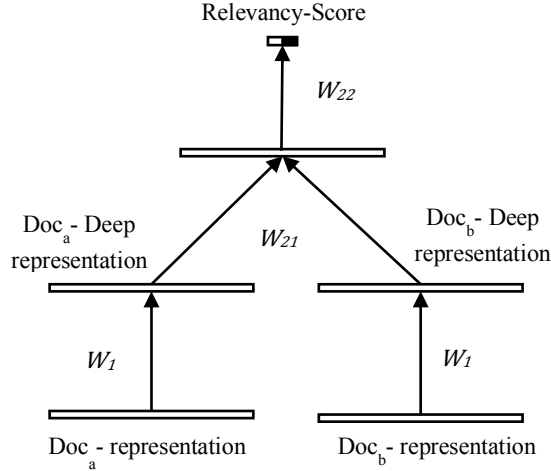 Relevancy-Score
W22
Doca- Deep
representation
Docb- Deep
representation
W21
W1
W1
Doca- representation
Docb- representation